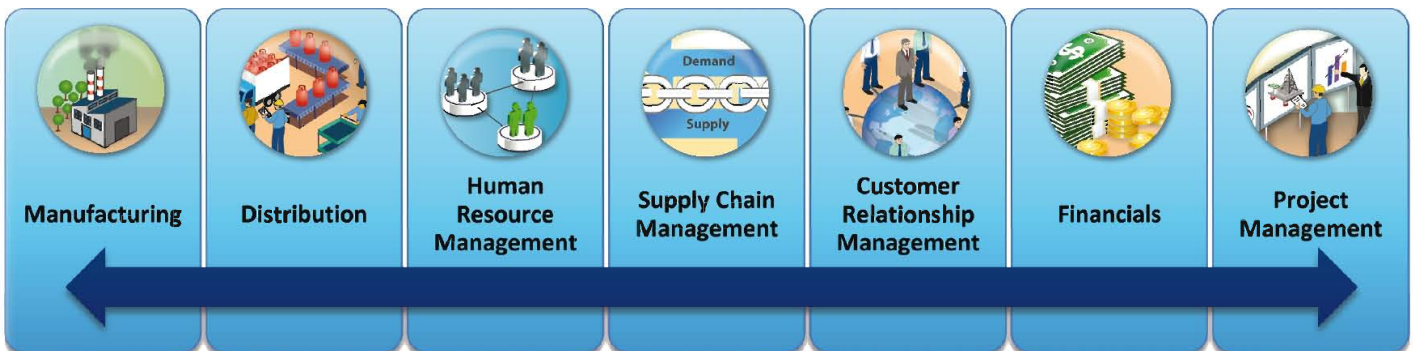 Manufacturing
Distribution
Human
Resource
Management
Demand
Supply
Supply Chain
Management
Customer
Relationship
Management
$
Financials
Project
Management